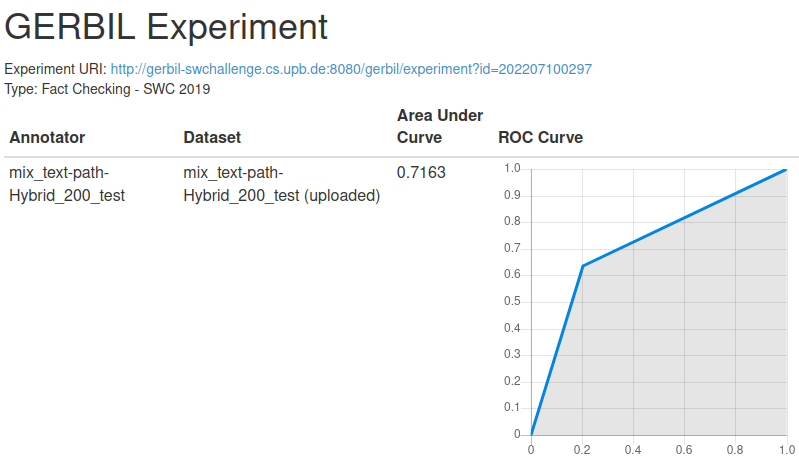 GERBIL Experiment
Experiment URI: http://gerbil-swchallenge.cs.upb.de:8080/gerbil/experiment?id=202207100297
Type: Fact Checking - SWC 2019
Annotator Dataset Area Under Curve ROC Curve
mix_text-path-Hybrid_200_test mix_text-path-Hybrid_200_test (uploaded) 0.7163
1.0
0.9
0.8
0.7
0.6
0.5
0.4
0.3
0.2
0.1
0
0 0.2 0.4 0.6 0.8 1.0